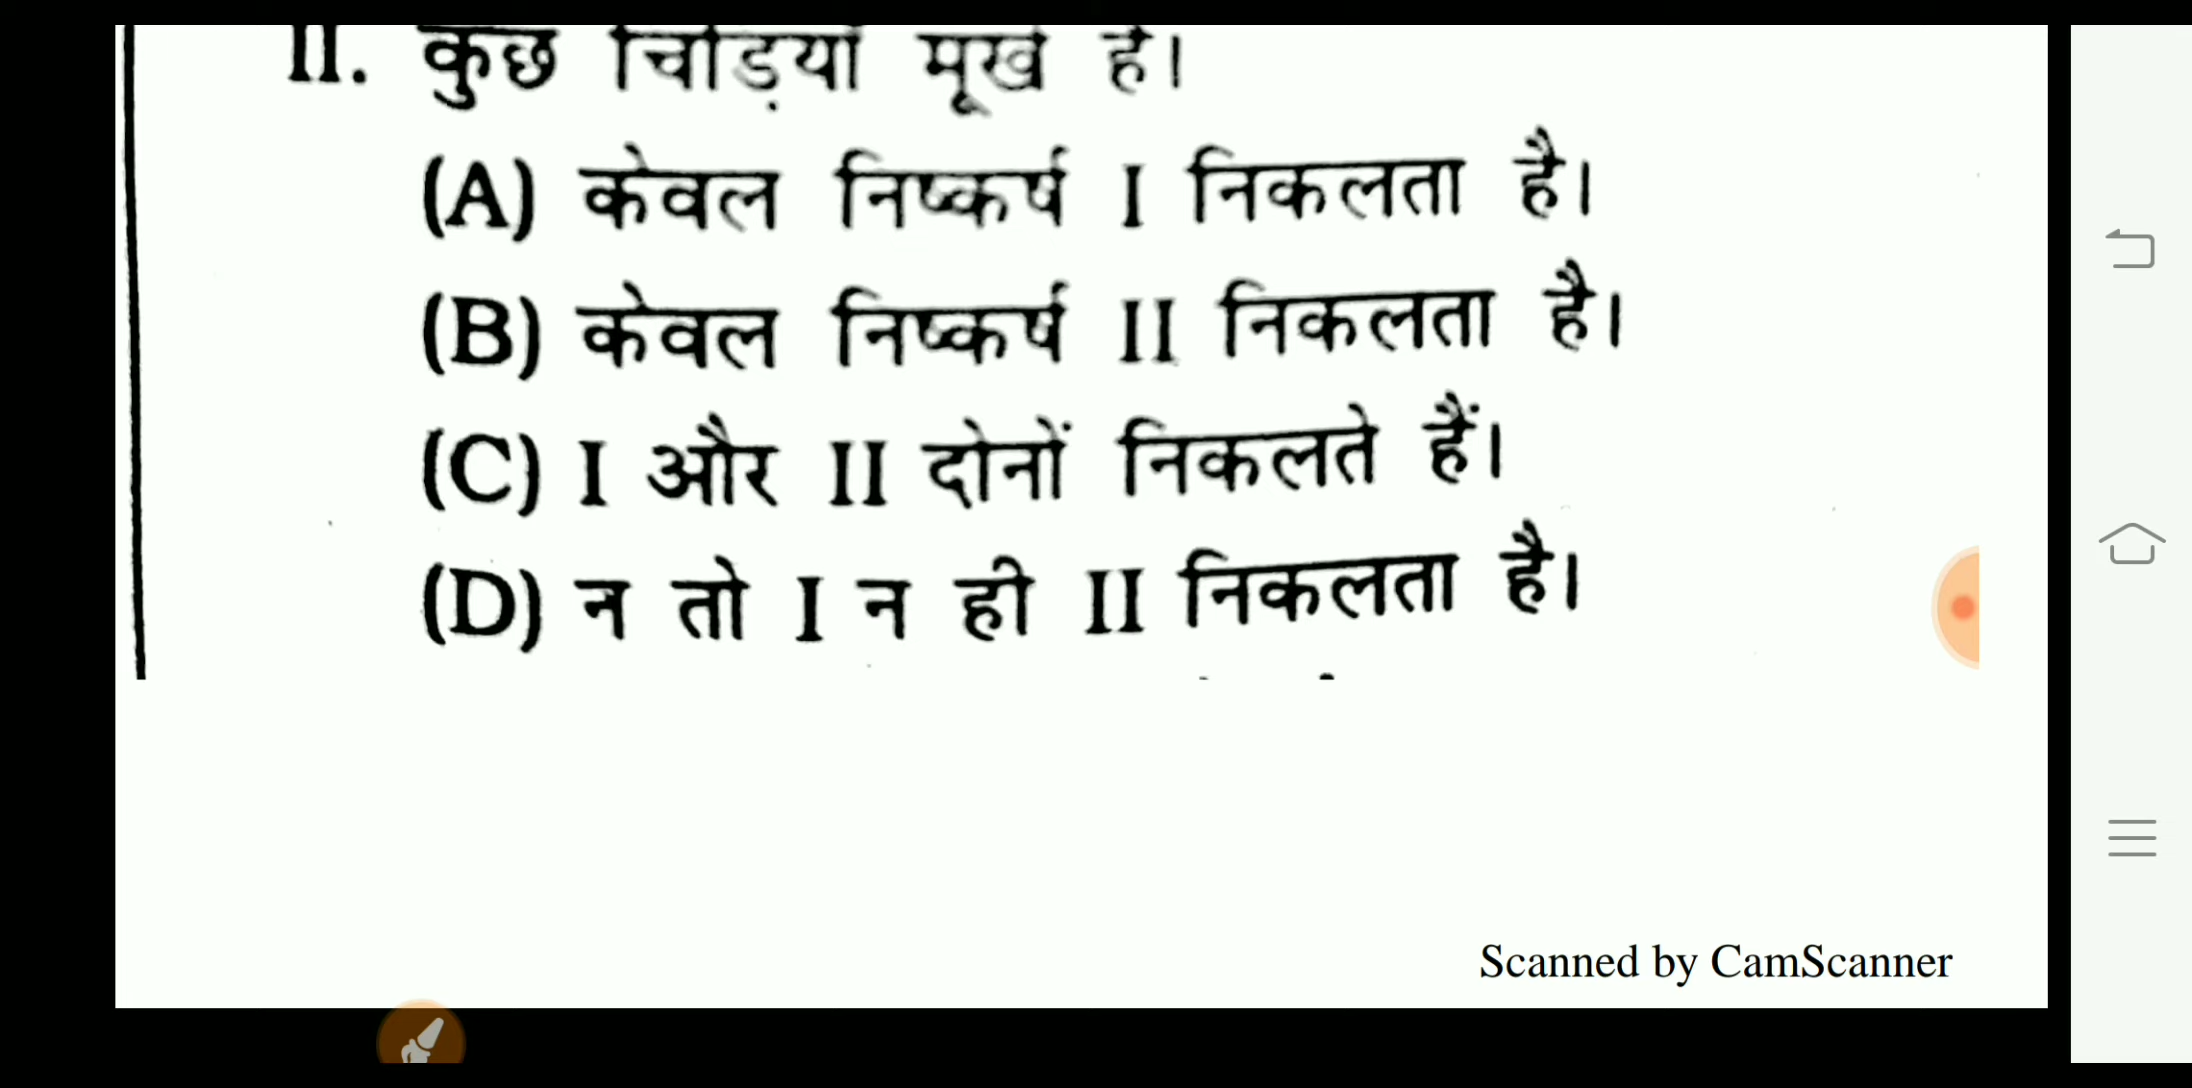 II. कुछ चिड़ियाँ मूर्ख हैं।
(A) केवल निष्कर्ष I निकलता है।
(B) केवल निष्कर्ष II निकलता है।
(C) I और II दोनों निकलते हैं।
(D) न तो I न ही II निकलता है।
Scanned by CamScanner